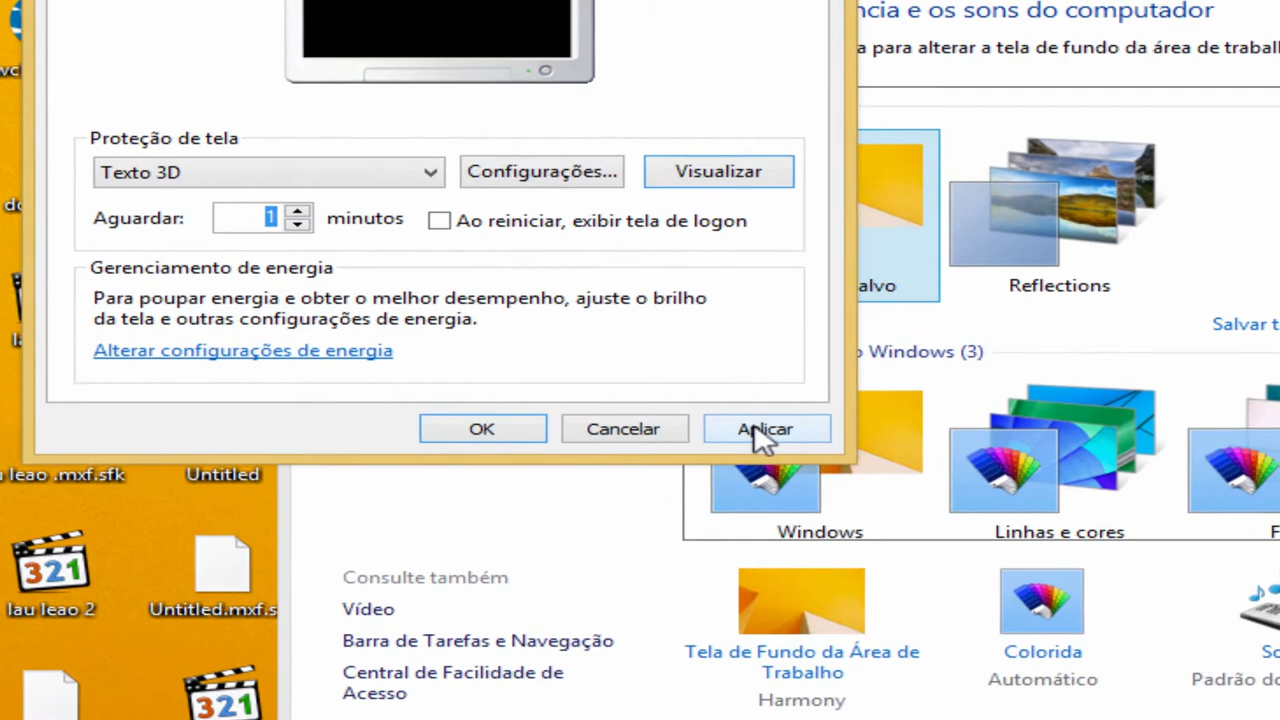 ncia e os sons do computador
a para alterar a tela de fundo da área de trabal
Proteção de tela
Texto 3D
Configurações...
Visualizar
Aguardar:
1
minutos
Ao reiniciar, exibir tela de logon
Gerenciamento de energia
Para poupar energia e obter o melhor desempenho, ajuste o brilho
da tela e outras configurações de energia.
Alterar configurações de energia
OK
Cancelar
Aplicar
alvo
Reflections
Salvar t
o Windows (3)
Windows
Linhas e cores
F
u leao .mxf.sfk
Untitled
321
lau leao 2
Untitled.mxf.s
321
Consulte também
Vídeo
Barra de Tarefas e Navegação
Central de Facilidade de
Acesso
Tela de Fundo da Área de
Trabalho
Harmony
Colorida
Automático
So
Padrão do